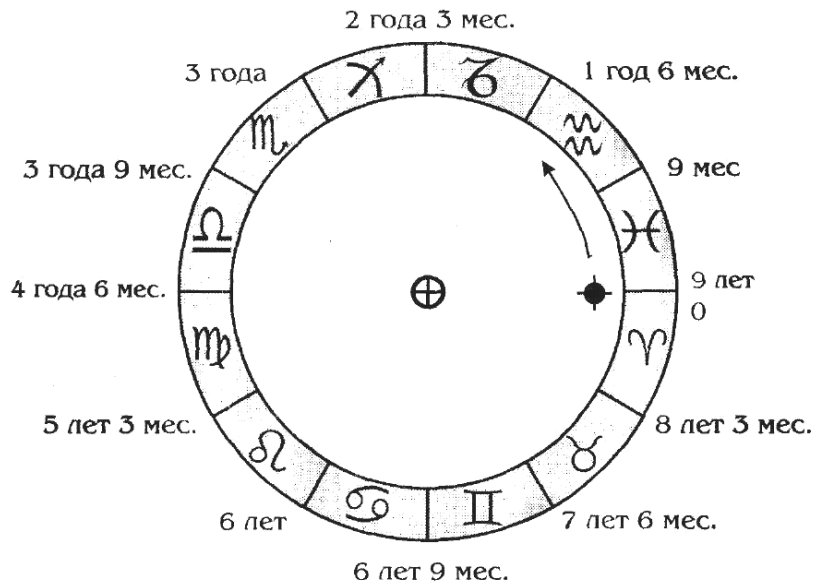 2 года 3 мес.
3 года
1 год 6 мес.
3 года 9 мес.
9 мес
4 года 6 мес.
9 лет
0
5 лет 3 мес.
8 лет 3 мес.
6 лет
7 лет 6 мес.
6 лет 9 мес.